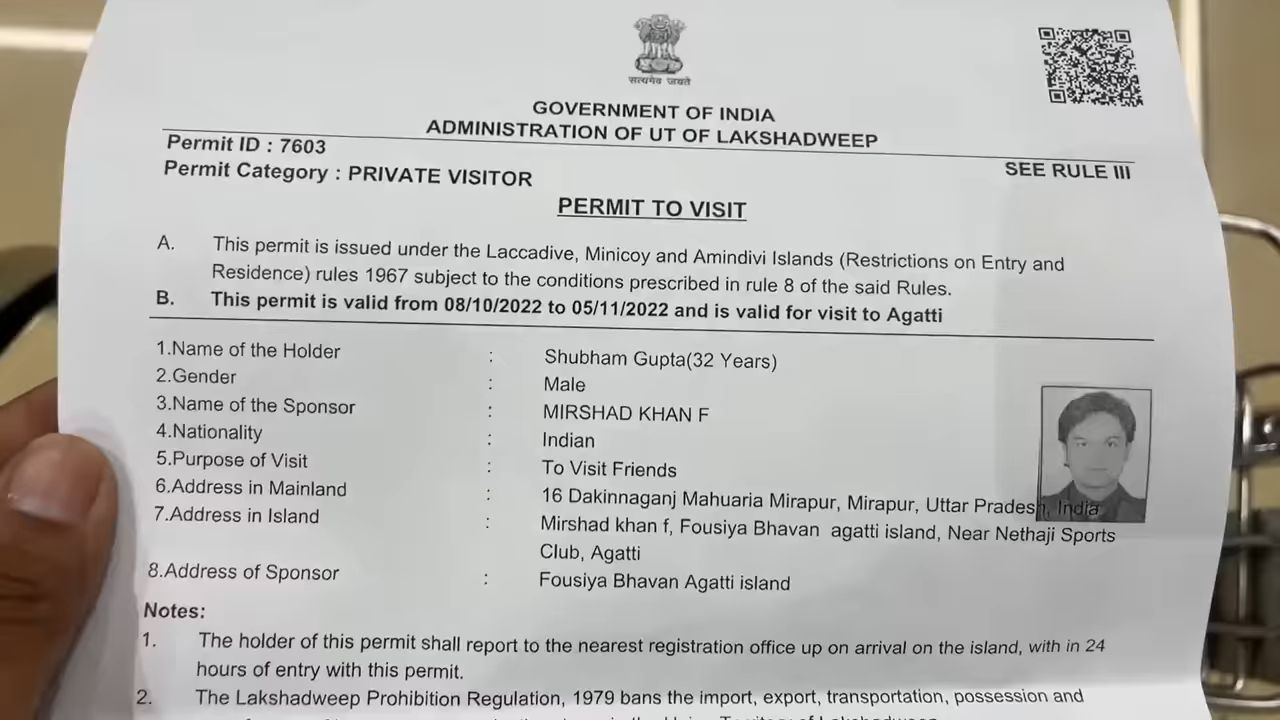 सत्यमेव जयते
GOVERNMENT OF INDIA
ADMINISTRATION OF UT OF LAKSHADWEEP
Permit ID : 7603
Permit Category : PRIVATE VISITOR
SEE RULE III
PERMIT TO VISIT
A. This permit is issued under the Laccadive, Minicoy and Amindivi Islands (Restrictions on Entry and
Residence) rules 1967 subject to the conditions prescribed in rule 8 of the said Rules.
B. This permit is valid from 08/10/2022 to 05/11/2022 and is valid for visit to Agatti
1.Name of the Holder : Shubham Gupta(32 Years)
2.Gender : Male
3.Name of the Sponsor : MIRSHAD KHAN F
4.Nationality : Indian
5.Purpose of Visit : To Visit Friends
6.Address in Mainland : 16 Dakinnaganj Mahuaria Mirapur, Mirapur, Uttar Pradesh, India
7.Address in Island : Mirshad khan f, Fousiya Bhavan agatti island, Near Nethaji Sports
Club, Agatti
8.Address of Sponsor : Fousiya Bhavan Agatti island
Notes:
1. The holder of this permit shall report to the nearest registration office up on arrival on the island, with in 24
hours of entry with this permit.
2. The Lakshadweep Prohibition Regulation, 1979 bans the import, export, transportation, possession and